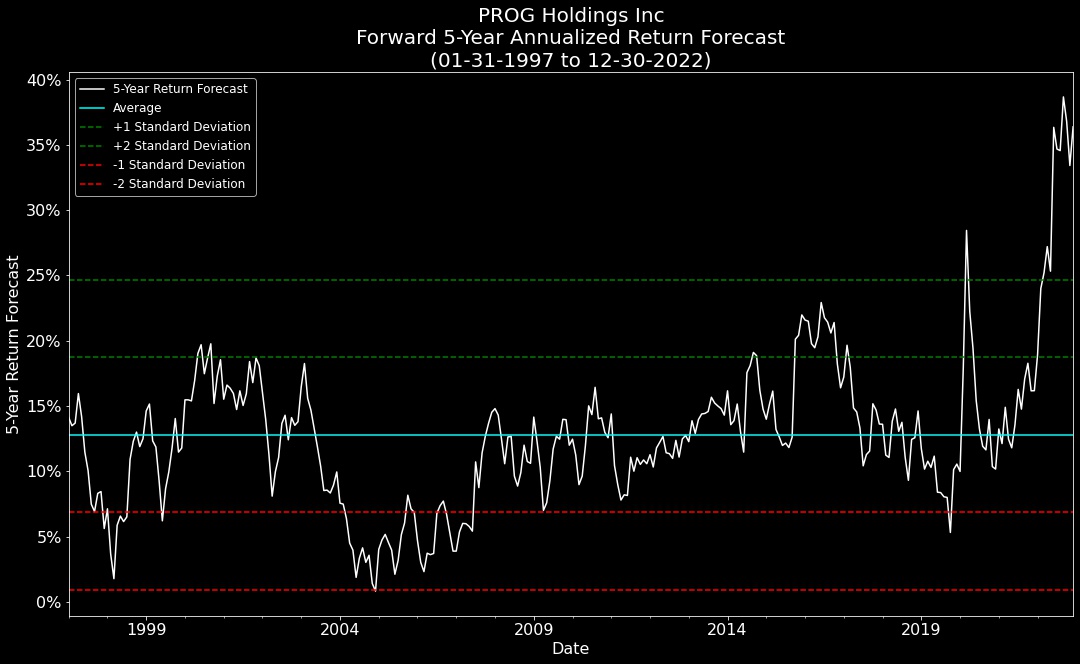 PROG Holdings Inc
Forward 5-Year Annualized Return Forecast
(01-31-1997 to 12-30-2022)
40%
35%
30%
25%
20%
15%
10%
5%
0%
5-Year Return Forecast
5-Year Return Forecast
Average
+1 Standard Deviation
+2 Standard Deviation
-1 Standard Deviation
-2 Standard Deviation
1999
2004
2009
2014
2019
Date